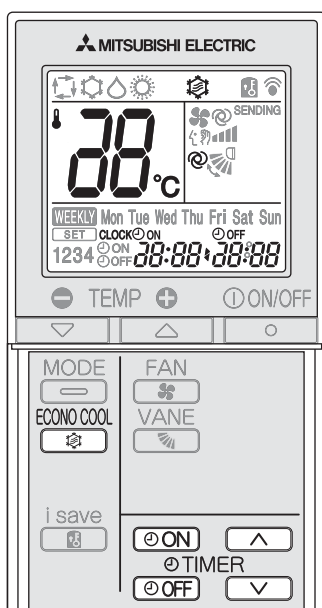 MITSUBISHI ELECTRIC
SENDING
88°C
WEEKLY Mon Tue Wed Thu Fri Sat Sun
SET CLOCK ON OFF
1234 ON OFF 88:88 88:88
TEMP ON/OFF
MODE FAN
ECONO COOL VANE
i save
ON
TIMER
OFF